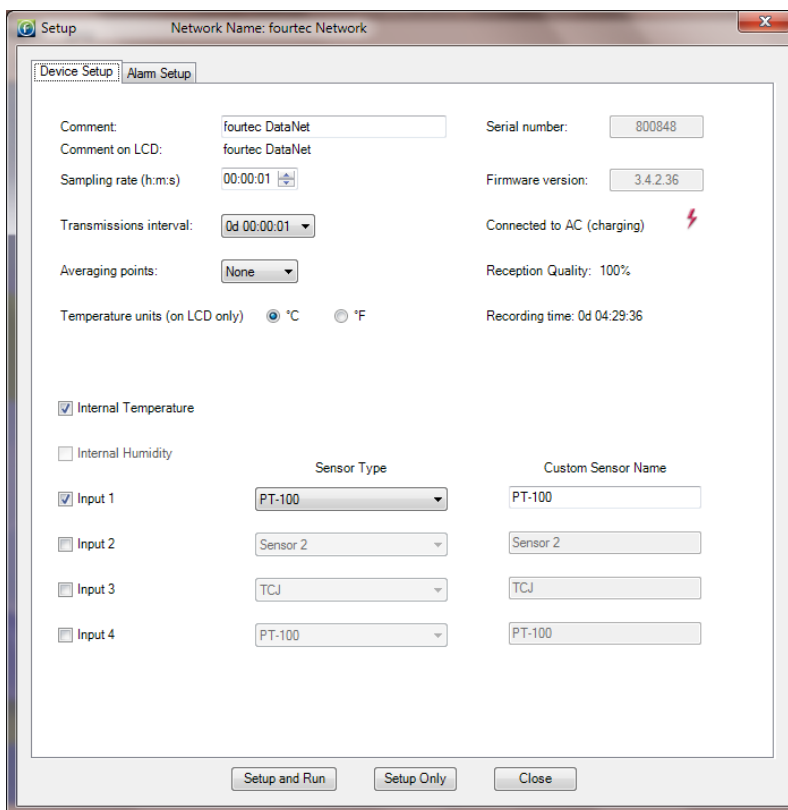 Setup Network Name: fourtec Network
Device Setup Alarm Setup
Comment: fourtec DataNet Serial number: 800848
Comment on LCD: fourtec DataNet
Sampling rate (h:m:s) 00:00:01 Firmware version: 3.4.2.36
Transmissions interval: 0d 00:00:01 Connected to AC (charging)
Averaging points: None Reception Quality: 100%
Temperature units (on LCD only) °C °F Recording time: 0d 04:29:36
Internal Temperature
Internal Humidity
Sensor Type Custom Sensor Name
Input 1 PT-100 PT-100
Input 2 Sensor 2 Sensor 2
Input 3 TCJ TCJ
Input 4 PT-100 PT-100
Setup and Run Setup Only Close